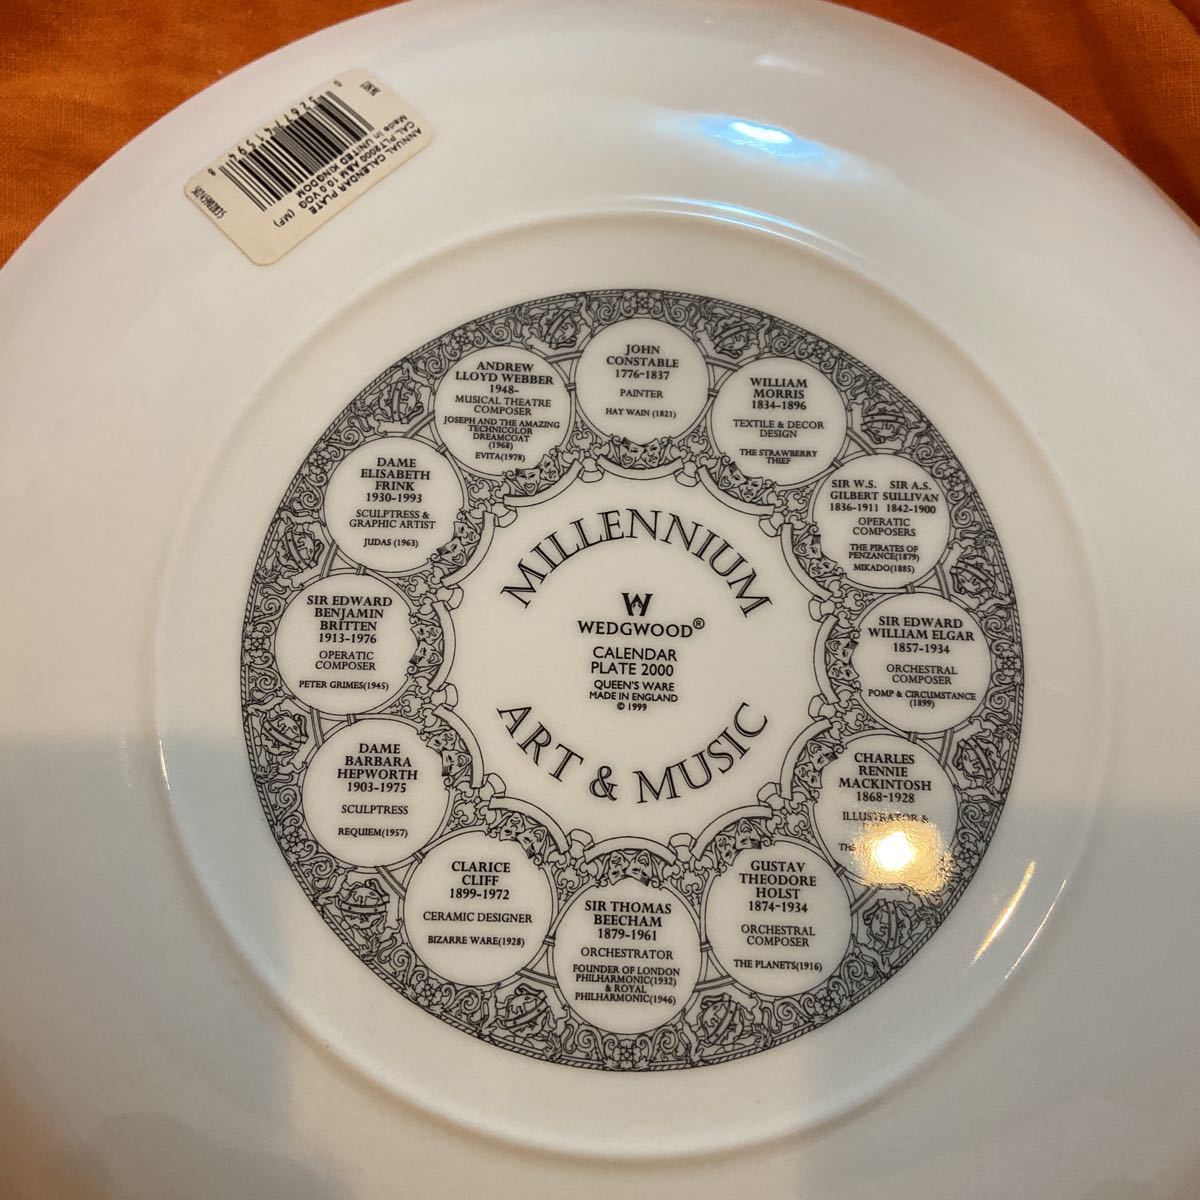 ANNUAL CALENDAR PLATE
CAL PLT2000 A&M 10.0 VOG (MF)
Made in UNITED KINGDOM
50245902835
MILLENNIUM
W
WEDGWOOD®
CALENDAR
PLATE 2000
QUEEN'S WARE
MADE IN ENGLAND
© 1999
ART & MUSIC
JOHN
CONSTABLE
1776-1837
PAINTER
HAY WAIN (1821)
WILLIAM
MORRIS
1834-1896
TEXTILE & DECOR
DESIGN
THE STRAWBERRY
THIEF
SIR W.S. SIR A.S.
GILBERT SULLIVAN
1836-1911 1842-1900
OPERATIC
COMPOSERS
THE PIRATES OF
PENZANCE(1879)
MIKADO(1885)
SIR EDWARD
WILLIAM ELGAR
1857-1934
ORCHESTRAL
COMPOSER
POMP & CIRCUMSTANCE
(1899)
CHARLES
RENNIE
MACKINTOSH
1868-1928
ILLUSTRATOR &
GUSTAV
THEODORE
HOLST
1874-1934
ORCHESTRAL
COMPOSER
THE PLANETS(1916)
SIR THOMAS
BEECHAM
1879-1961
ORCHESTRATOR
FOUNDER OF LONDON
PHILHARMONIC(1932)
& ROYAL
PHILHARMONIC(1946)
CLARICE
CLIFF
1899-1972
CERAMIC DESIGNER
BIZARRE WARE(1928)
DAME
BARBARA
HEPWORTH
1903-1975
SCULPTRESS
REQUIEM(1957)
SIR EDWARD
BENJAMIN
BRITTEN
1913-1976
OPERATIC
COMPOSER
PETER GRIMES(1945)
DAME
ELISABETH
FRINK
1930-1993
SCULPTRESS &
GRAPHIC ARTIST
JUDAS (1963)
ANDREW
LLOYD WEBBER
1948-
MUSICAL THEATRE
COMPOSER
JOSEPH AND THE AMAZING
TECHNICOLOR
DREAMCOAT
(1968)
EVITA(1978)